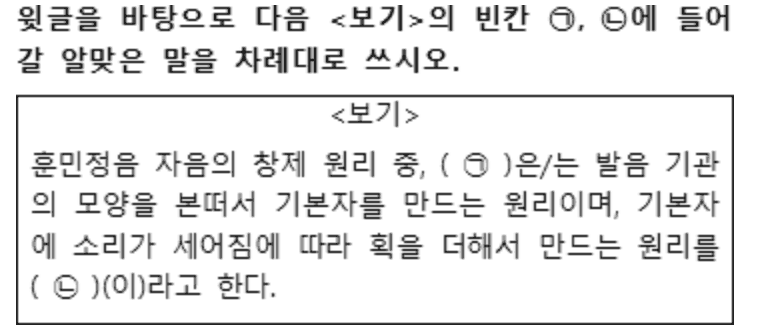 윗글을 바탕으로 다음 <보기>의 빈칸 ㉠, ㉡에 들어
갈 알맞은 말을 차례대로 쓰시오.
<보기>
훈민정음 자음의 창제 원리 중, ( ㉠ )은/는 발음 기관
의 모양을 본떠서 기본자를 만드는 원리이며, 기본자
에 소리가 세어짐에 따라 획을 더해서 만드는 원리를
( ㉡ )(이)라고 한다.